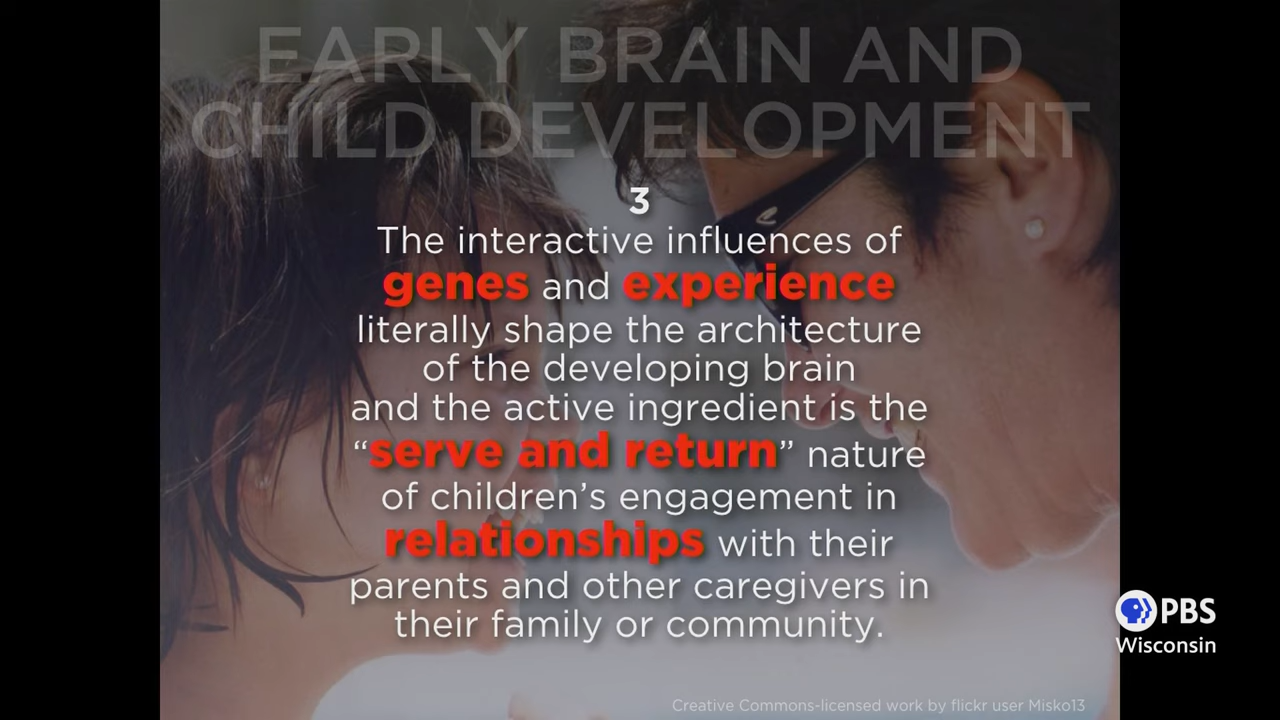 EARLY BRAIN AND
CHILD DEVELOPMENT
3
The interactive influences of
genes and experience
literally shape the architecture
of the developing brain
and the active ingredient is the
“serve and return” nature
of children’s engagement in
relationships with their
parents and other caregivers in
their family or community.
PBS
Wisconsin
Creative Commons-licensed work by flickr user Misko13